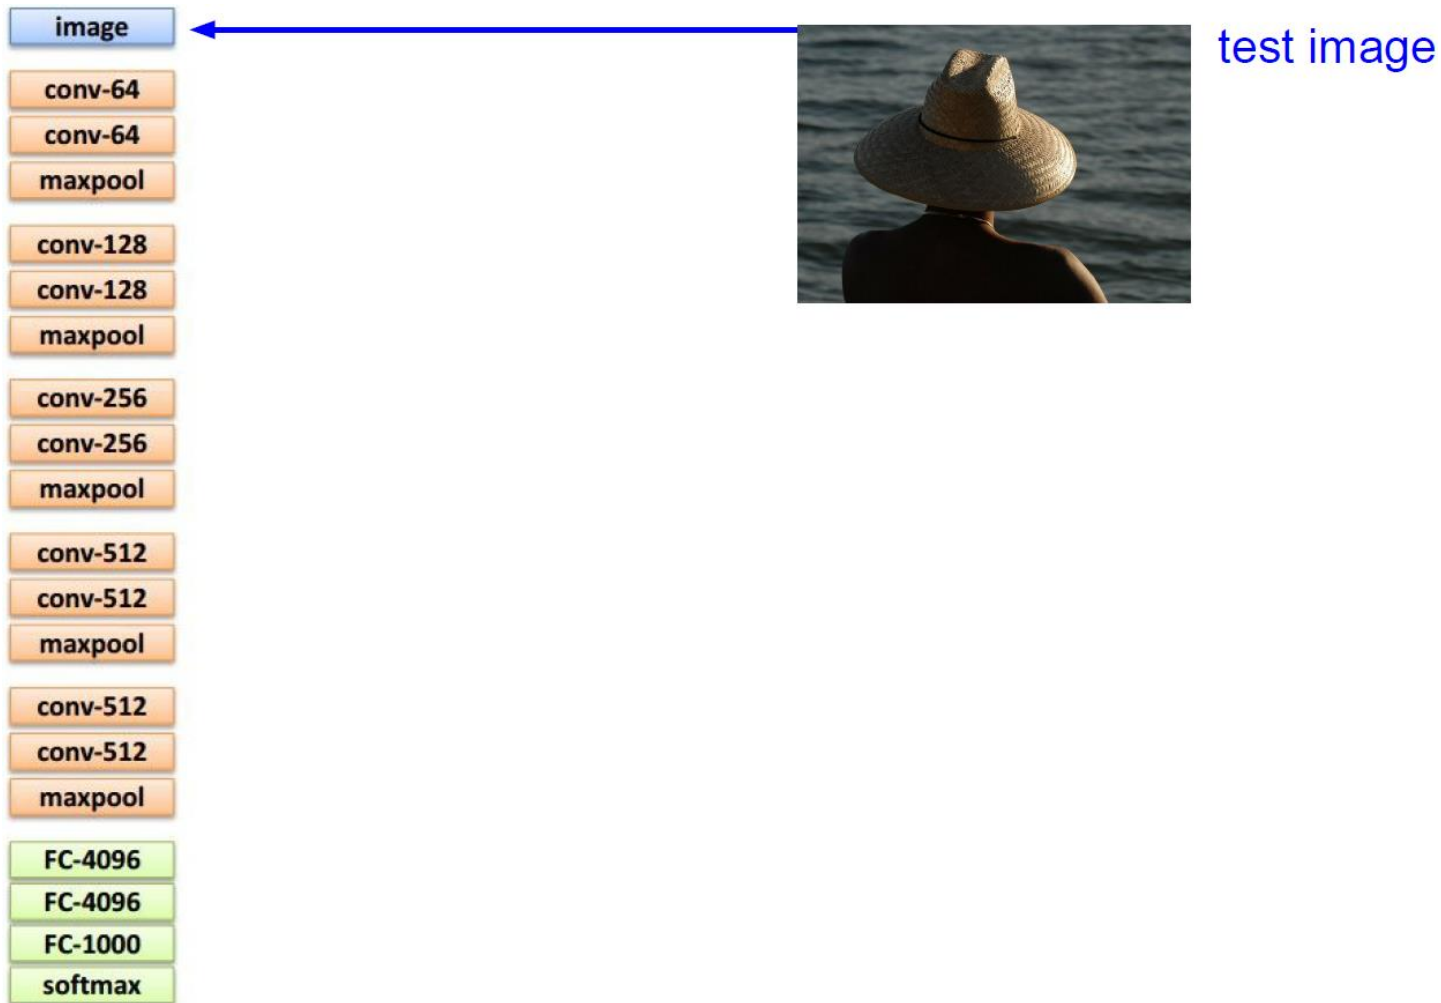 image
conv-64
conv-64
maxpool
conv-128
conv-128
maxpool
conv-256
conv-256
maxpool
conv-512
conv-512
maxpool
conv-512
conv-512
maxpool
FC-4096
FC-4096
FC-1000
softmax
test image